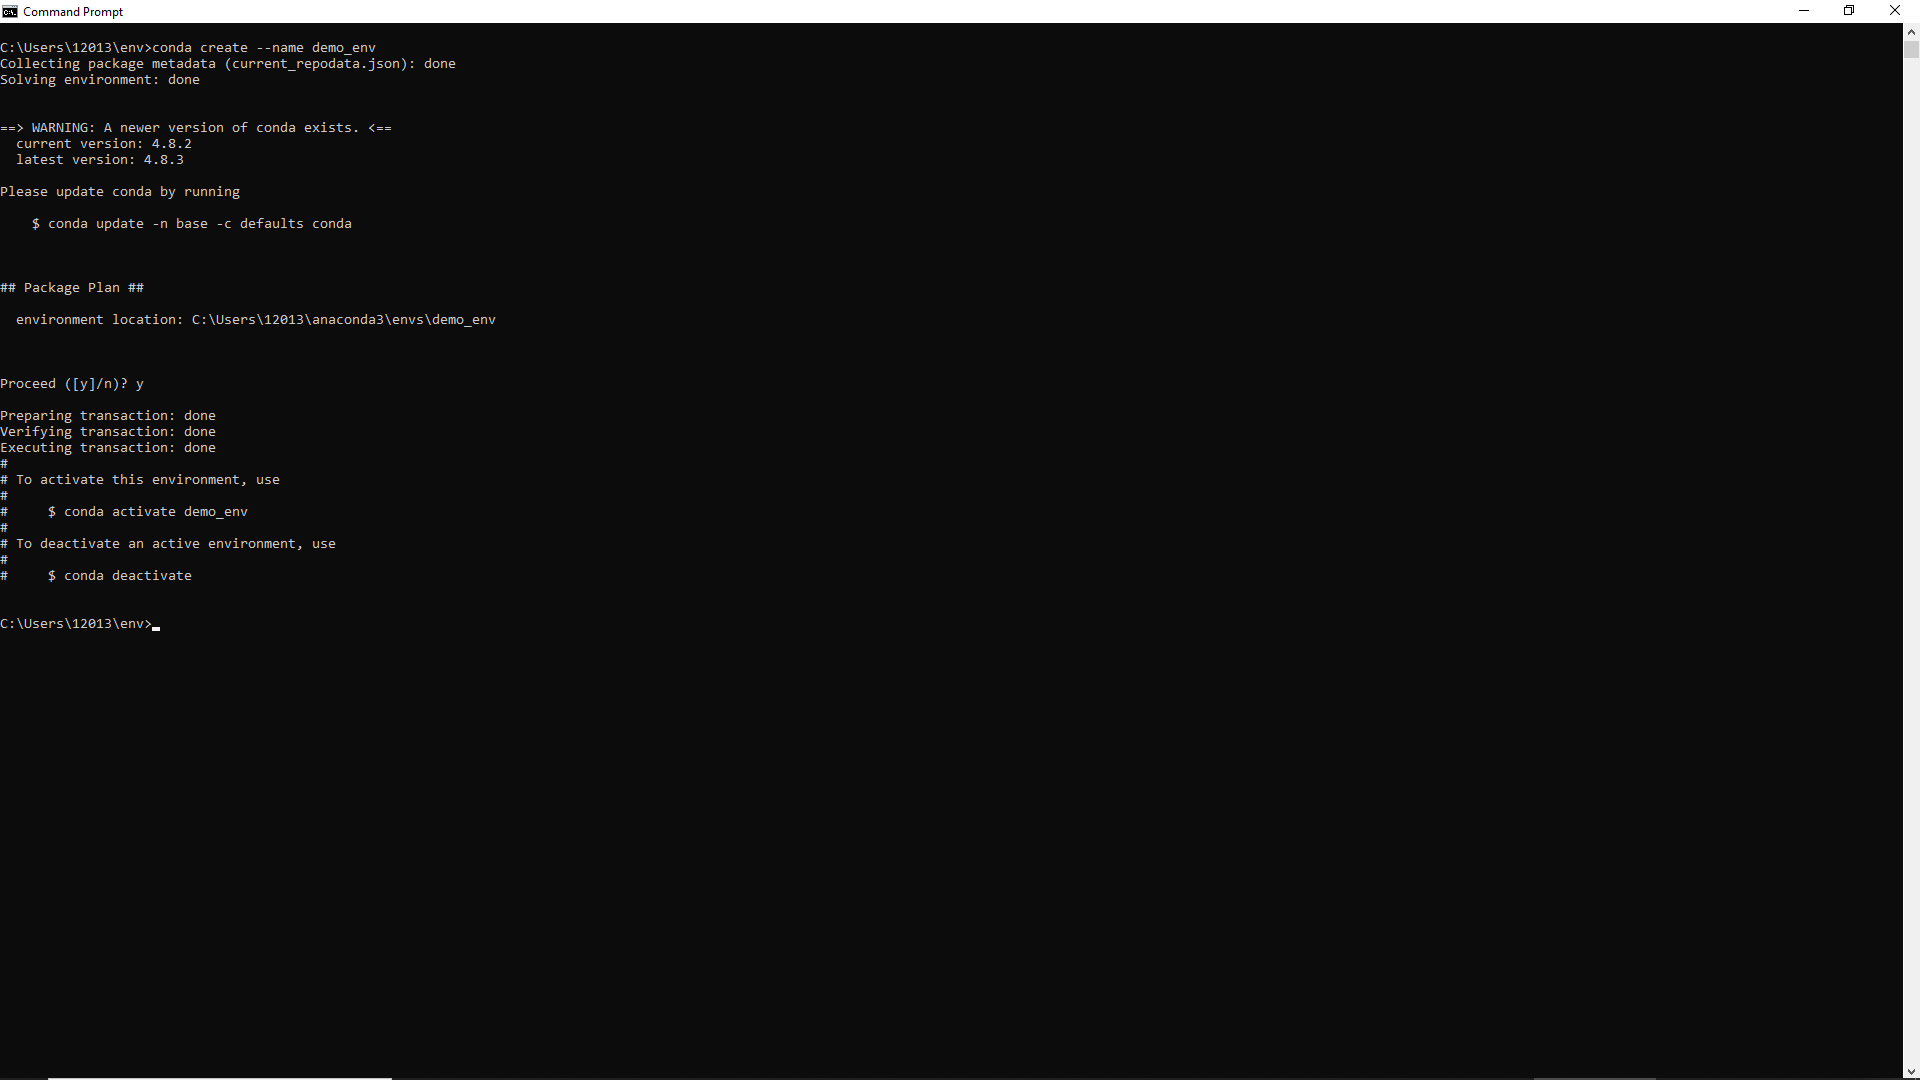 Command Prompt
C:\Users\12013\env>conda create --name demo_env
Collecting package metadata (current_repodata.json): done
Solving environment: done
==> WARNING: A newer version of conda exists. <==
current version: 4.8.2
latest version: 4.8.3
Please update conda by running
$ conda update -n base -c defaults conda
## Package Plan ##
environment location: C:\Users\12013\anaconda3\envs\demo_env
Proceed ([y]/n)? y
Preparing transaction: done
Verifying transaction: done
Executing transaction: done
#
# To activate this environment, use
#
#     $ conda activate demo_env
#
# To deactivate an active environment, use
#
#     $ conda deactivate
C:\Users\12013\env>